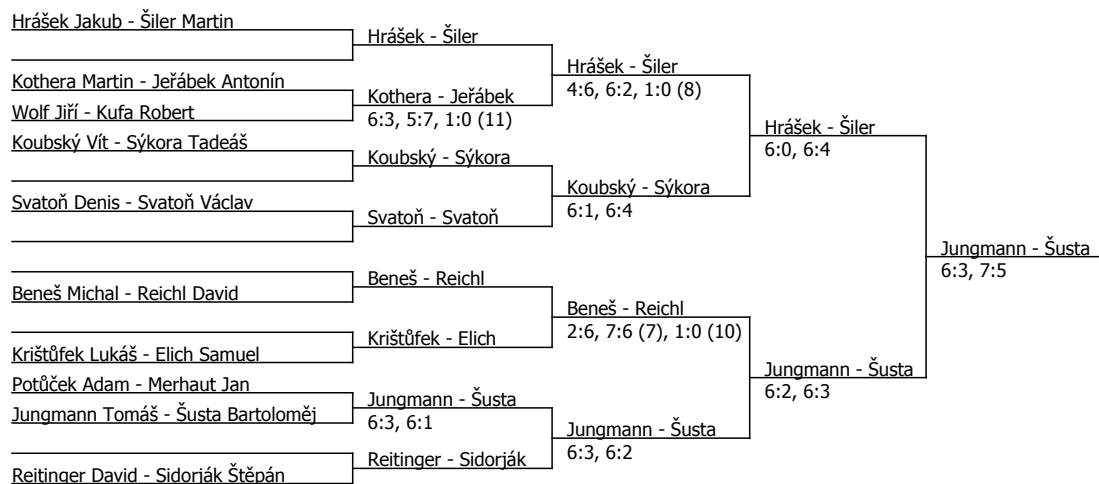 Hrášek Jakub - Šiler Martin
Hrášek - Šiler
Hrášek - Šiler
4:6, 6:2, 1:0 (8)
Kothera Martin - Jeřábek Antonín
Kothera - Jeřábek
6:3, 5:7, 1:0 (11)
Wolf Jiří - Kufa Robert
Hrášek - Šiler
6:0, 6:4
Koubský Vít - Sýkora Tadeáš
Koubský - Sýkora
Koubský - Sýkora
6:1, 6:4
Svatoň Denis - Svatoň Václav
Svatoň - Svatoň
Jungmann - Šusta
6:3, 7:5
Beneš - Reichl
Beneš Michal - Reichl David
Beneš - Reichl
2:6, 7:6 (7), 1:0 (10)
Krištůfek - Elich
Krištůfek Lukáš - Elich Samuel
Jungmann - Šusta
6:2, 6:3
Potůček Adam - Merhaut Jan
Jungmann - Šusta
6:3, 6:1
Jungmann Tomáš - Šusta Bartoloměj
Jungmann - Šusta
6:3, 6:2
Reitinger - Sidorják
Reitinger David - Sidorják Štěpán